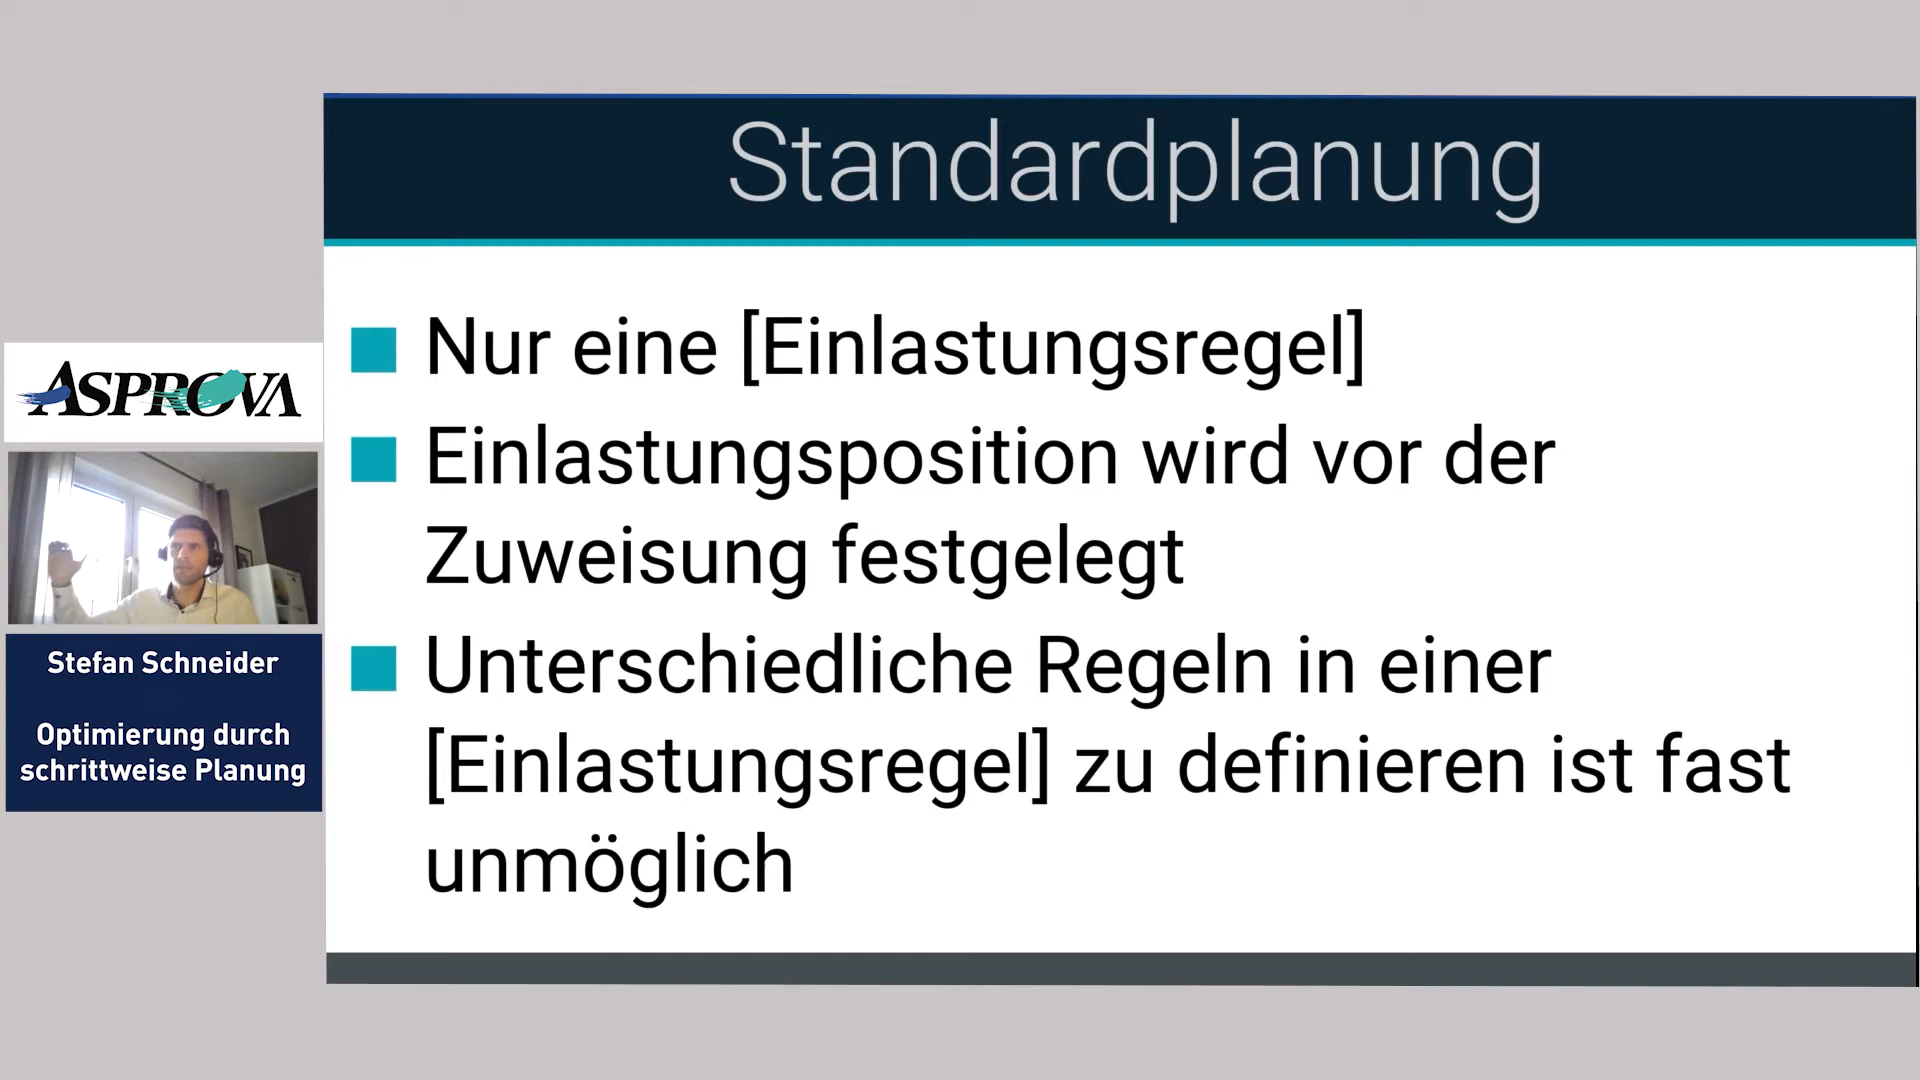 Standardplanung
Nur eine [Einlastungsregel]
Einlastungsposition wird vor der
Zuweisung festgelegt
Unterschiedliche Regeln in einer
[Einlastungsregel] zu definieren ist fast
unmöglich
ASPROVA
Stefan Schneider
Optimierung durch
schrittweise Planung